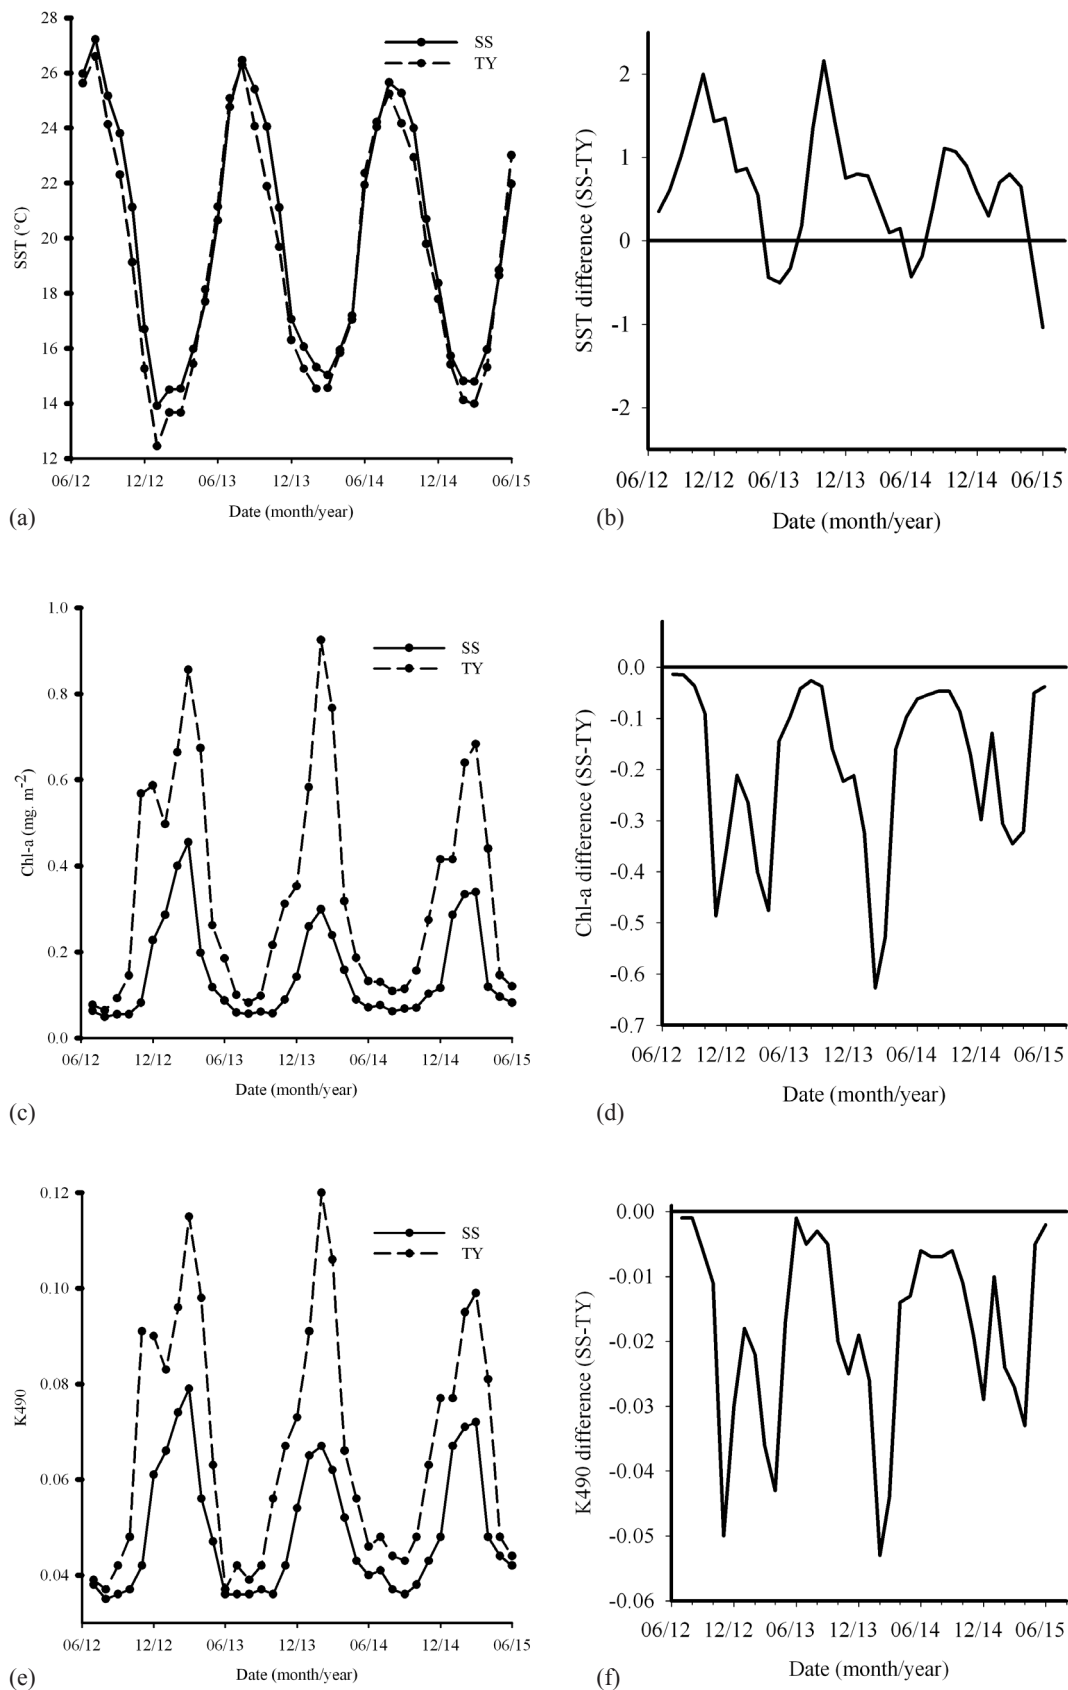 28
26
24
22
20
18
16
14
12
SST (°C)
SS
TY
06/12 12/12 06/13 12/13 06/14 12/14 06/15
Date (month/year)
(a)
2
1
0
-1
-2
SST difference (SS-TY)
06/12 12/12 06/13 12/13 06/14 12/14 06/15
Date (month/year)
(b)
1.0
0.8
0.6
0.4
0.2
0.0
Chl-a (mg. m⁻²)
SS
TY
06/12 12/12 06/13 12/13 06/14 12/14 06/15
Date (month/year)
(c)
0.0
-0.1
-0.2
-0.3
-0.4
-0.5
-0.6
-0.7
Chl-a difference (SS-TY)
06/12 12/12 06/13 12/13 06/14 12/14 06/15
Date (month/year)
(d)
0.12
0.10
0.08
0.06
0.04
K490
SS
TY
06/12 12/12 06/13 12/13 06/14 12/14 06/15
Date (month/year)
(e)
0.00
-0.01
-0.02
-0.03
-0.04
-0.05
-0.06
K490 difference (SS-TY)
06/12 12/12 06/13 12/13 06/14 12/14 06/15
Date (month/year)
(f)